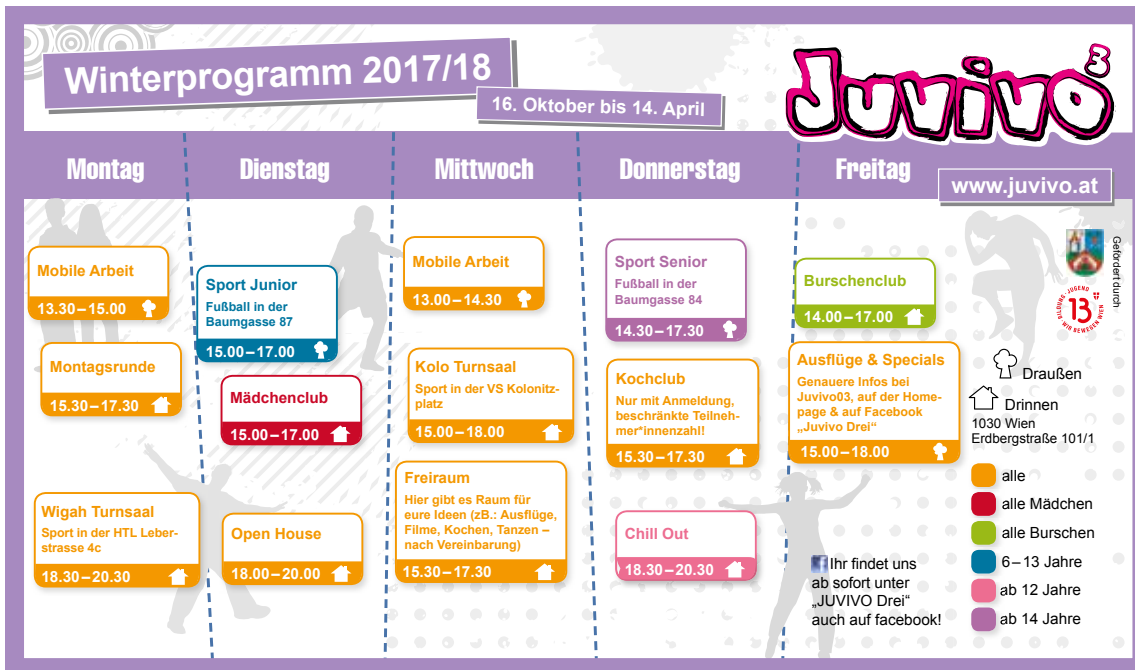 Winterprogramm 2017/18
16. Oktober bis 14. April
Juvivo 3
www.juvivo.at
Montag
Mobile Arbeit
13.30–15.00
Montagsrunde
15.30–17.30
Wigah Turnsaal
Sport in der HTL Leber-
strasse 4c
18.30–20.30
Dienstag
Sport Junior
Fußball in der
Baumgasse 87
15.00–17.00
Mädchenclub
15.00–17.00
Open House
18.00–20.00
Mittwoch
Mobile Arbeit
13.00–14.30
Kolo Turnsaal
Sport in der VS Kolonitz-
platz
15.00–18.00
Freiraum
Hier gibt es Raum für
eure Ideen (zB.: Ausflüge,
Filme, Kochen, Tanzen –
nach Vereinbarung)
15.30–17.30
Donnerstag
Sport Senior
Fußball in der
Baumgasse 84
14.30–17.30
Kochclub
Nur mit Anmeldung,
beschränkte Teilneh-
mer*innenzahl!
15.30–17.30
Chill Out
18.30–20.30
Freitag
Burschenclub
14.00–17.00
Ausflüge & Specials
Genauere Infos bei
Juvivo03, auf der Home-
page & auf Facebook
„Juvivo Drei“
15.00–18.00
Ihr findet uns
ab sofort unter
„JUVIVO Drei“
auch auf facebook!
Gefördert durch
BILDUNG · JUGEND
13
WIR BEWEGEN WIEN
Draußen
Drinnen
1030 Wien
Erdbergstraße 101/1
alle
alle Mädchen
alle Burschen
6–13 Jahre
ab 12 Jahre
ab 14 Jahre